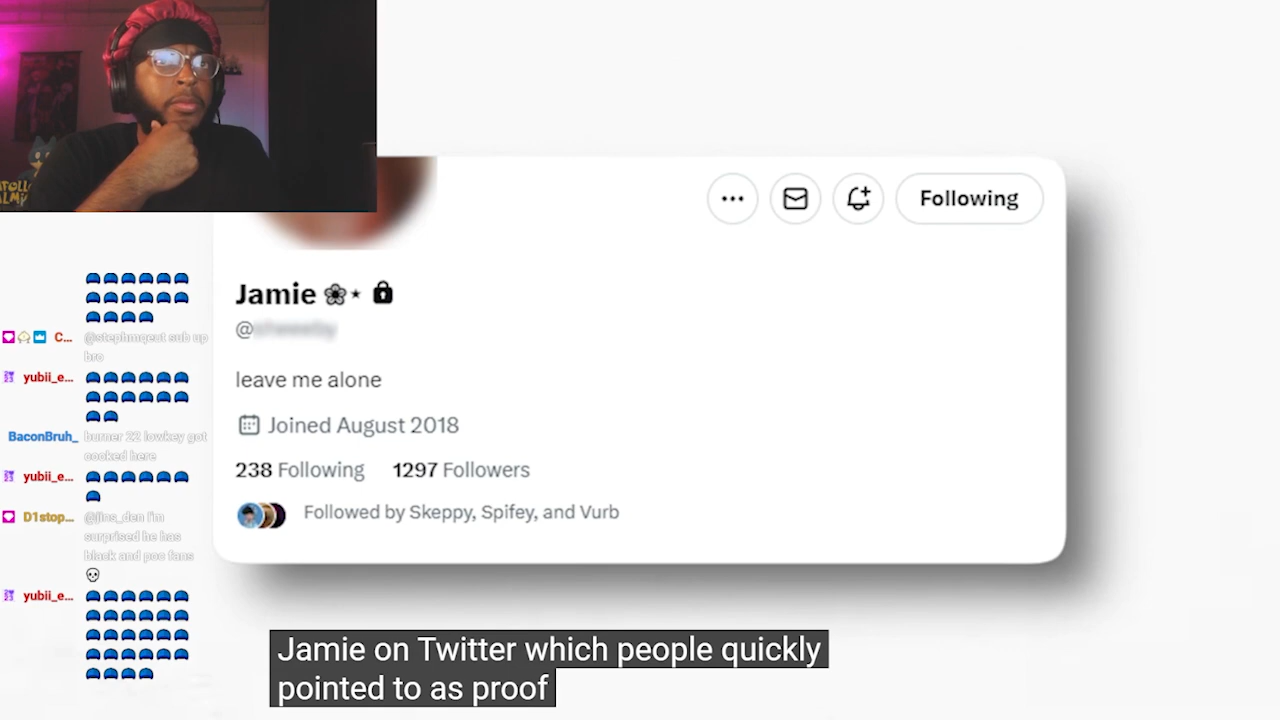 Following
Jamie
@
leave me alone
Joined August 2018
238 Following 1297 Followers
Followed by Skeppy, Spifey, and Vurb
C... @stephmqeut sub up
bro
yubii_e...
BaconBruh_ burner 22 lowkey got
cooked here
yubii_e...
D1stop... I'm
surprised he has
black and poc fans
yubii_e...
Jamie on Twitter which people quickly
pointed to as proof